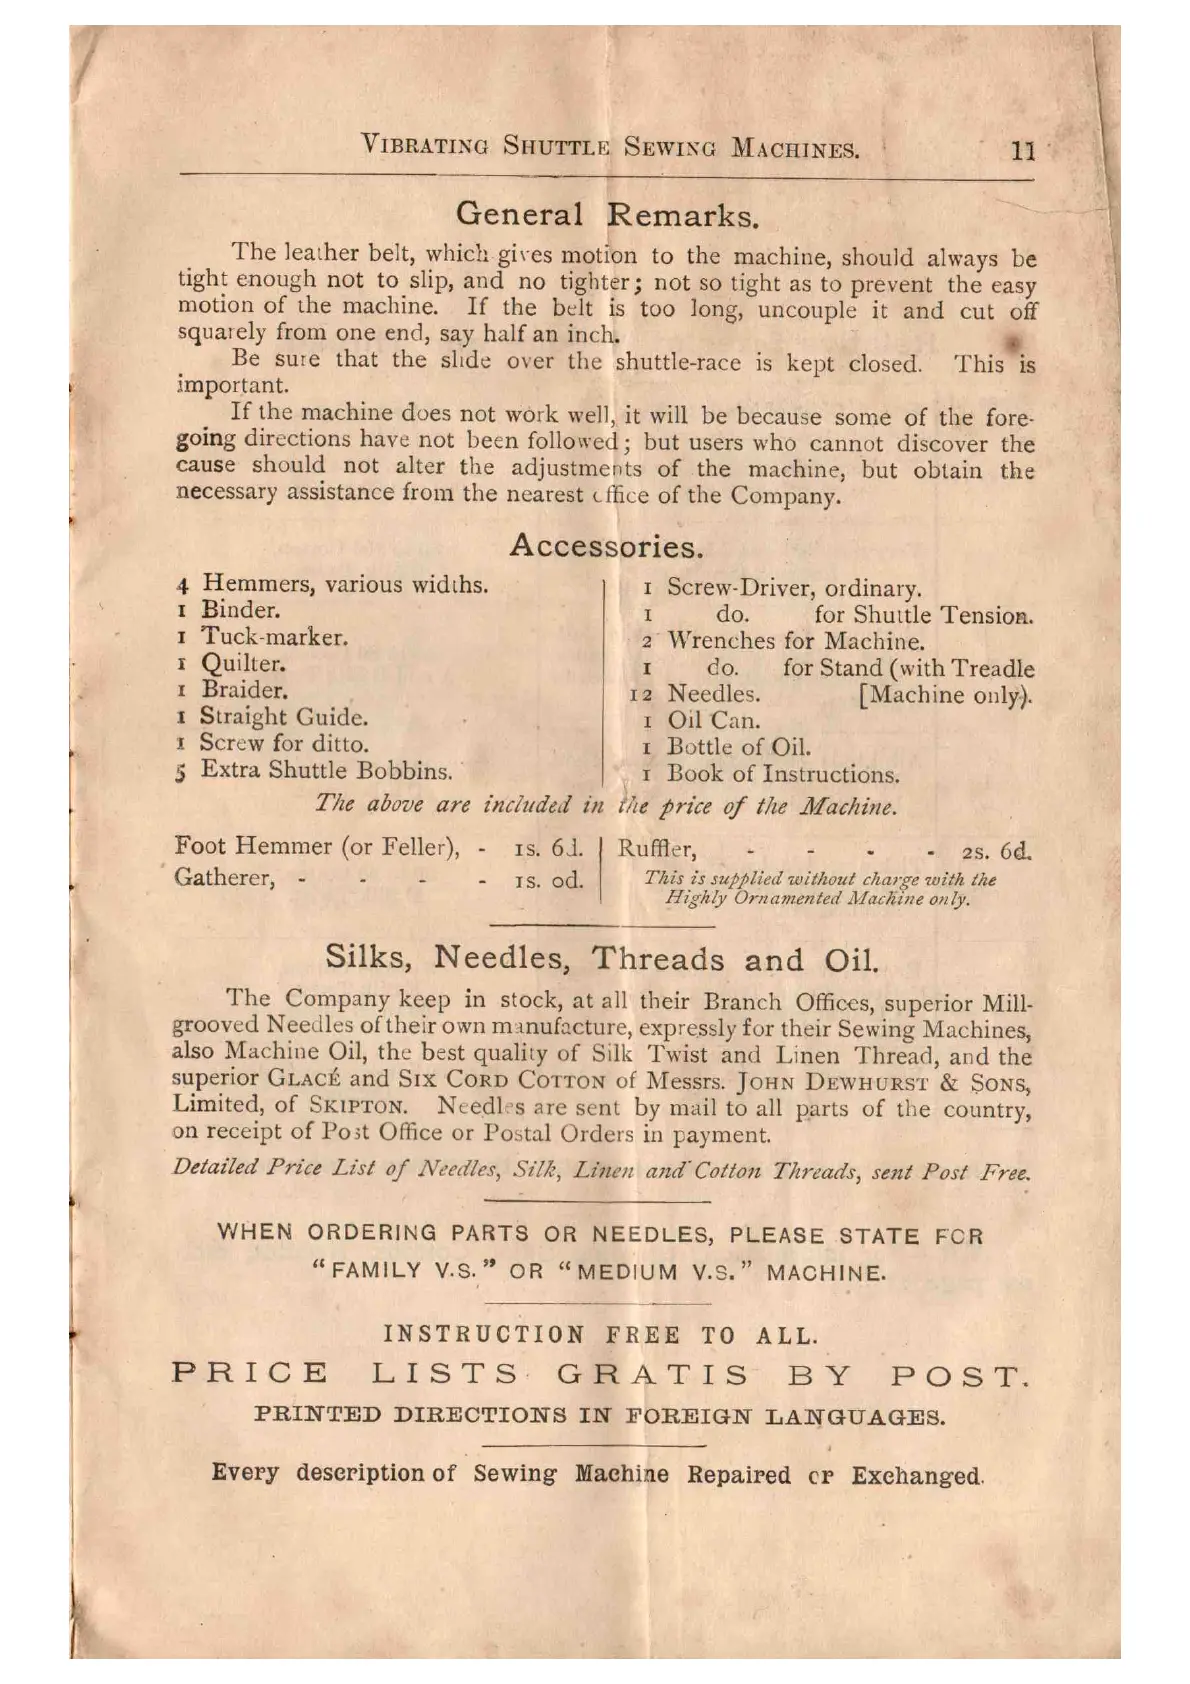 VIBRATING SHUTTLE SEWING MACHINES. 11
General Remarks.
The leather belt, which gives motion to the machine, should always be
tight enough not to slip, and no tighter; not so tight as to prevent the easy
motion of the machine. If the belt is too long, uncouple it and cut off
squarely from one end, say half an inch.
Be sure that the slide over the shuttle-race is kept closed. This is
important.
If the machine does not work well, it will be because some of the fore-
going directions have not been followed; but users who cannot discover the
cause should not alter the adjustments of the machine, but obtain the
necessary assistance from the nearest office of the Company.
Accessories.
4 Hemmers, various widths.
1 Binder.
1 Tuck-marker.
1 Quilter.
1 Braider.
1 Straight Guide.
1 Screw for ditto.
5 Extra Shuttle Bobbins.
1 Screw-Driver, ordinary.
1 do. for Shuttle Tension.
2 Wrenches for Machine.
1 do. for Stand (with Treadle
12 Needles. [Machine only).
1 Oil Can.
1 Bottle of Oil.
1 Book of Instructions.
The above are included in the price of the Machine.
Foot Hemmer (or Feller), - 1s. 6d.
Gatherer, - - - - 1s. 0d.
Ruffler, - - - - 2s. 6d.
This is supplied without charge with the
Highly Ornamented Machine only.
Silks, Needles, Threads and Oil.
The Company keep in stock, at all their Branch Offices, superior Mill-
grooved Needles of their own manufacture, expressly for their Sewing Machines,
also Machine Oil, the best quality of Silk Twist and Linen Thread, and the
superior GLACÉ and SIX CORD COTTON of Messrs. JOHN DEWHURST & SONS,
Limited, of SKIPTON. Needles are sent by mail to all parts of the country,
on receipt of Post Office or Postal Orders in payment.
Detailed Price List of Needles, Silk, Linen and Cotton Threads, sent Post Free.
WHEN ORDERING PARTS OR NEEDLES, PLEASE STATE FOR
"FAMILY V.S." OR "MEDIUM V.S." MACHINE.
INSTRUCTION FREE TO ALL.
PRICE LISTS GRATIS BY POST.
PRINTED DIRECTIONS IN FOREIGN LANGUAGES.
Every description of Sewing Machine Repaired or Exchanged.